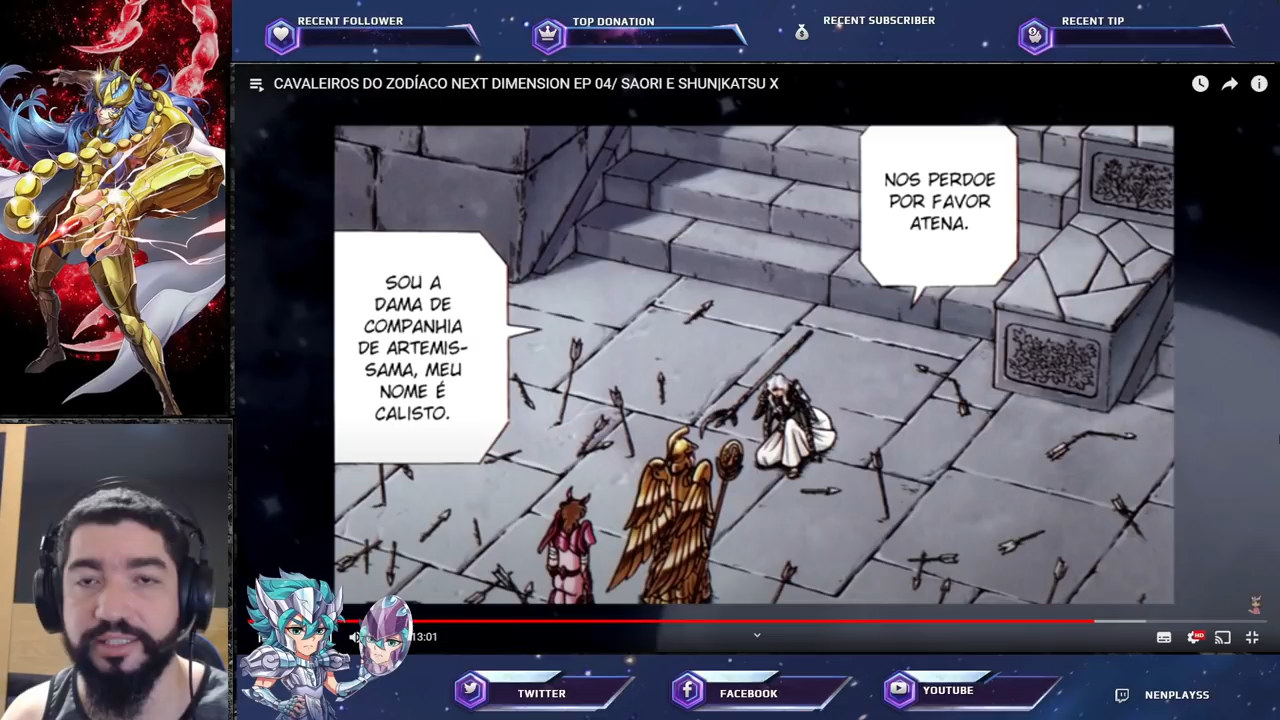 RECENT FOLLOWER
TOP DONATION
RECENT SUBSCRIBER
RECENT TIP
CAVALEIROS DO ZODÍACO NEXT DIMENSION EP 04/ SAORI E SHUN|KATSU X
NOS PERDOE
POR FAVOR
ATENA.
SOU A
DAMA DE
COMPANHIA
DE ARTEMIS-
SAMA, MEU
NOME É
CALISTO.
13:01
HD
TWITTER
FACEBOOK
YOUTUBE
NENPLAYSS